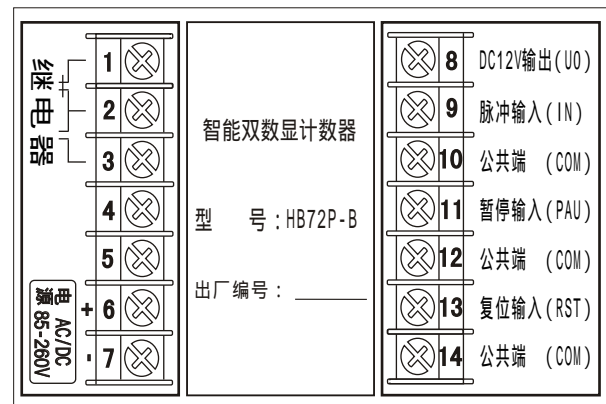 继电器
1
2
3
4
5
+ 6
- 7
电源 AC/DC 85-260V
智能双数显计数器
型 号:HB72P-B
出厂编号:
8 DC12V输出(U0)
9 脉冲输入(IN)
10 公共端 (COM)
11 暂停输入(PAU)
12 公共端 (COM)
13 复位输入(RST)
14 公共端 (COM)